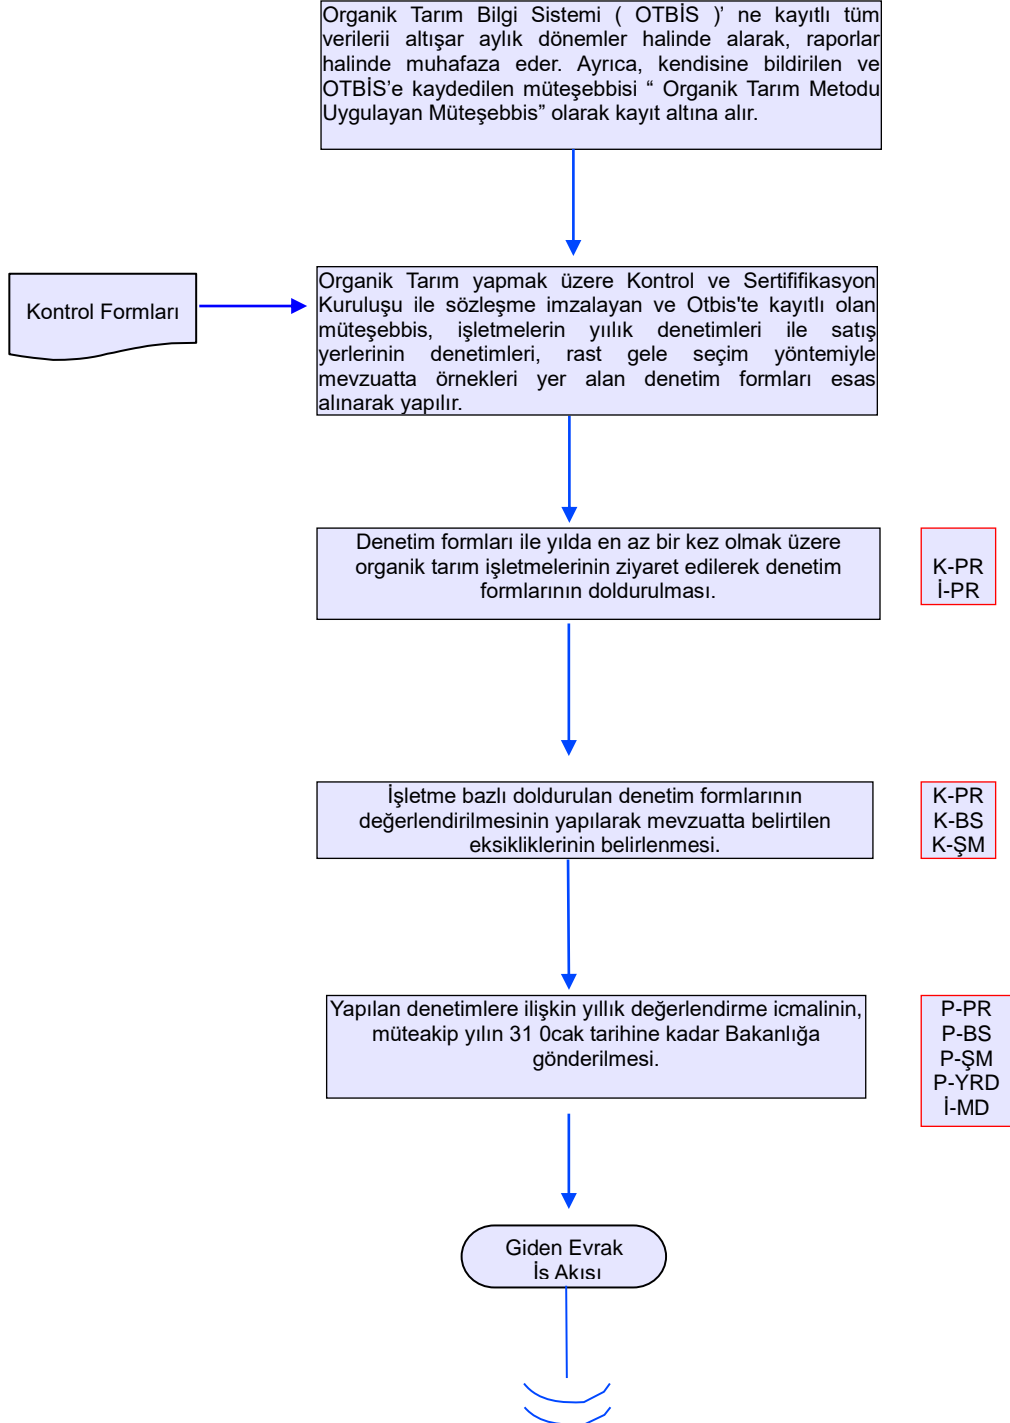 Organik Tarım Bilgi Sistemi ( OTBİS )’ ne kayıtlı tüm
verilerii altışar aylık dönemler halinde alarak, raporlar
halinde muhafaza eder. Ayrıca, kendisine bildirilen ve
OTBİS’e kaydedilen müteşebbisi “ Organik Tarım Metodu
Uygulayan Müteşebbis” olarak kayıt altına alır.
Kontrol Formları
Organik Tarım yapmak üzere Kontrol ve Sertififikasyon
Kuruluşu ile sözleşme imzalayan ve Otbis'te kayıtlı olan
müteşebbis, işletmelerin yıılık denetimleri ile satış
yerlerinin denetimleri, rast gele seçim yöntemiyle
mevzuatta örnekleri yer alan denetim formları esas
alınarak yapılır.
Denetim formları ile yılda en az bir kez olmak üzere
organik tarım işletmelerinin ziyaret edilerek denetim
formlarının doldurulması.
K-PR
İ-PR
İşletme bazlı doldurulan denetim formlarının
değerlendirilmesinin yapılarak mevzuatta belirtilen
eksikliklerinin belirlenmesi.
K-PR
K-BS
K-ŞM
Yapılan denetimlere ilişkin yıllık değerlendirme icmalinin,
müteakip yılın 31 0cak tarihine kadar Bakanlığa
gönderilmesi.
P-PR
P-BS
P-ŞM
P-YRD
İ-MD
Giden Evrak
İş Akışı